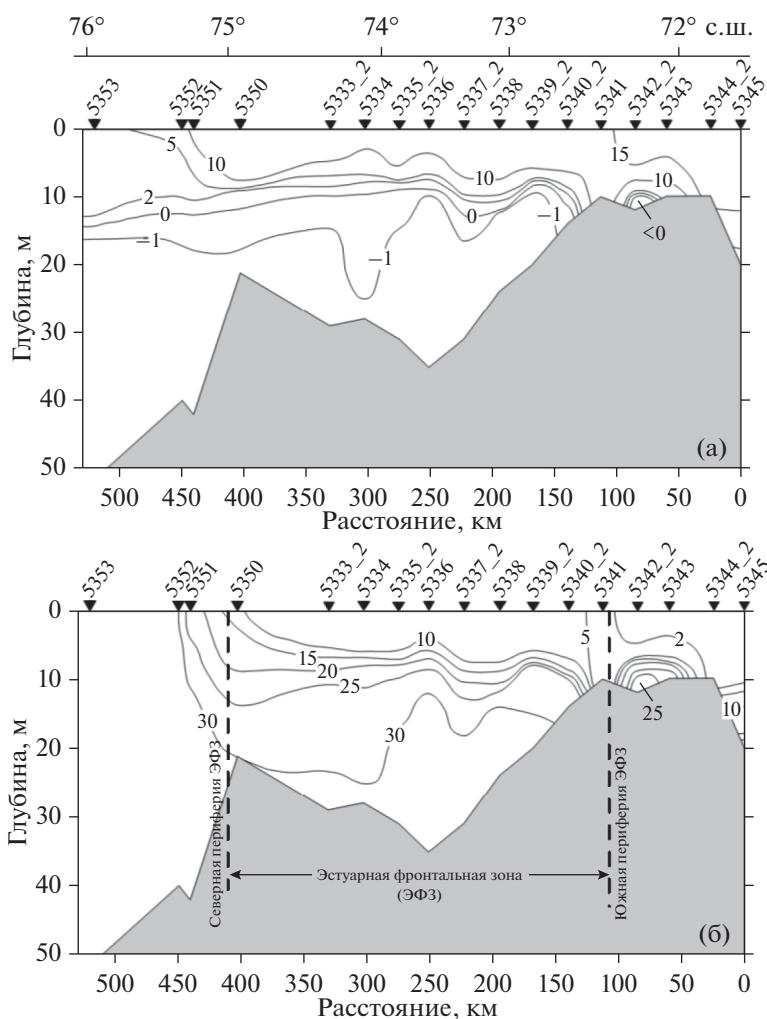 76° 75° 74° 73° 72° с.ш.
5353 5352 5351 5350 5333_2 5334 5335_2 5336 5337_2 5338 5339_2 5340_2 5341 5342_2 5343 5344_2 5345
0
10
20
30
40
50
Глубина, м
5 10 10 15 10
2 0 –1 0 –1 –1 <0
(а)
500 450 400 350 300 250 200 150 100 50 0
Расстояние, км
5353 5352 5351 5350 5333_2 5334 5335_2 5336 5337_2 5338 5339_2 5340_2 5341 5342_2 5343 5344_2 5345
0
10
20
30
40
50
Глубина, м
10 5 2
15
20
25 25 10
30 30
Северная периферия ЭФЗ
Эстуарная фронтальная зона
(ЭФЗ)
Южная периферия ЭФЗ
(б)
500 450 400 350 300 250 200 150 100 50 0
Расстояние, км